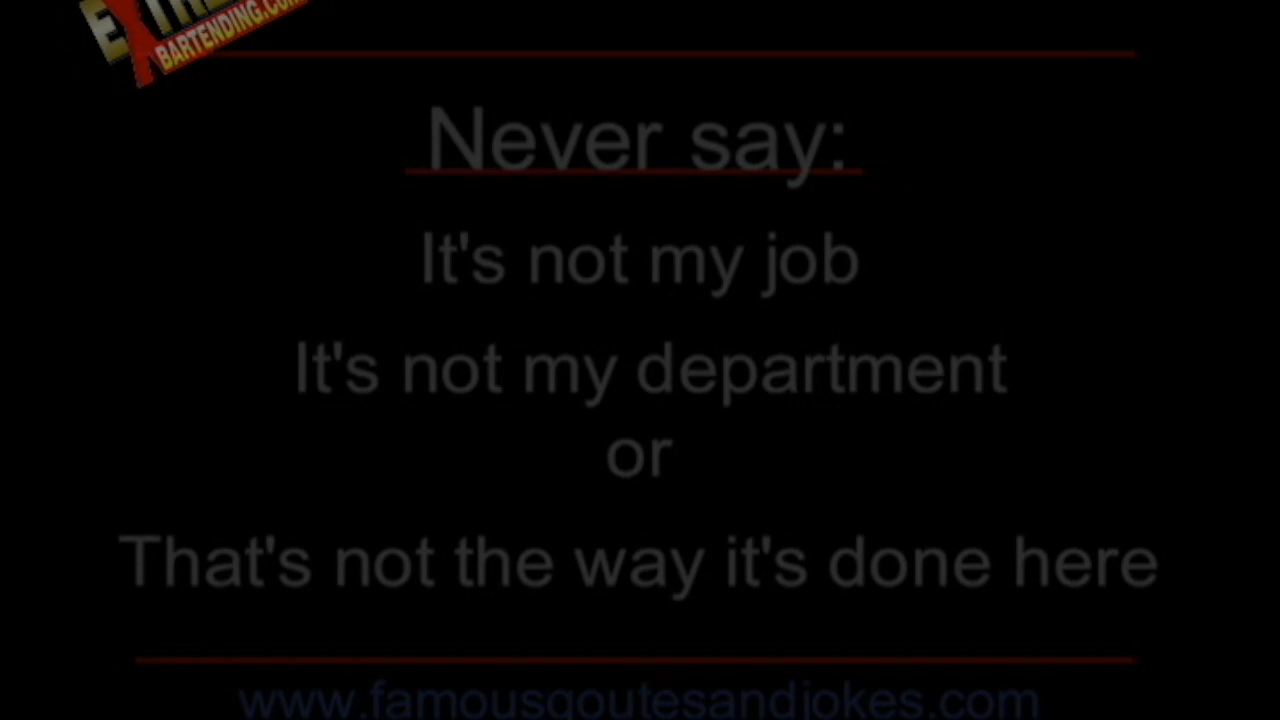 BARTENDING.COM
Never say:
It's not my job
It's not my department
or
That's not the way it's done here
www.famousqoutesandjokes.com